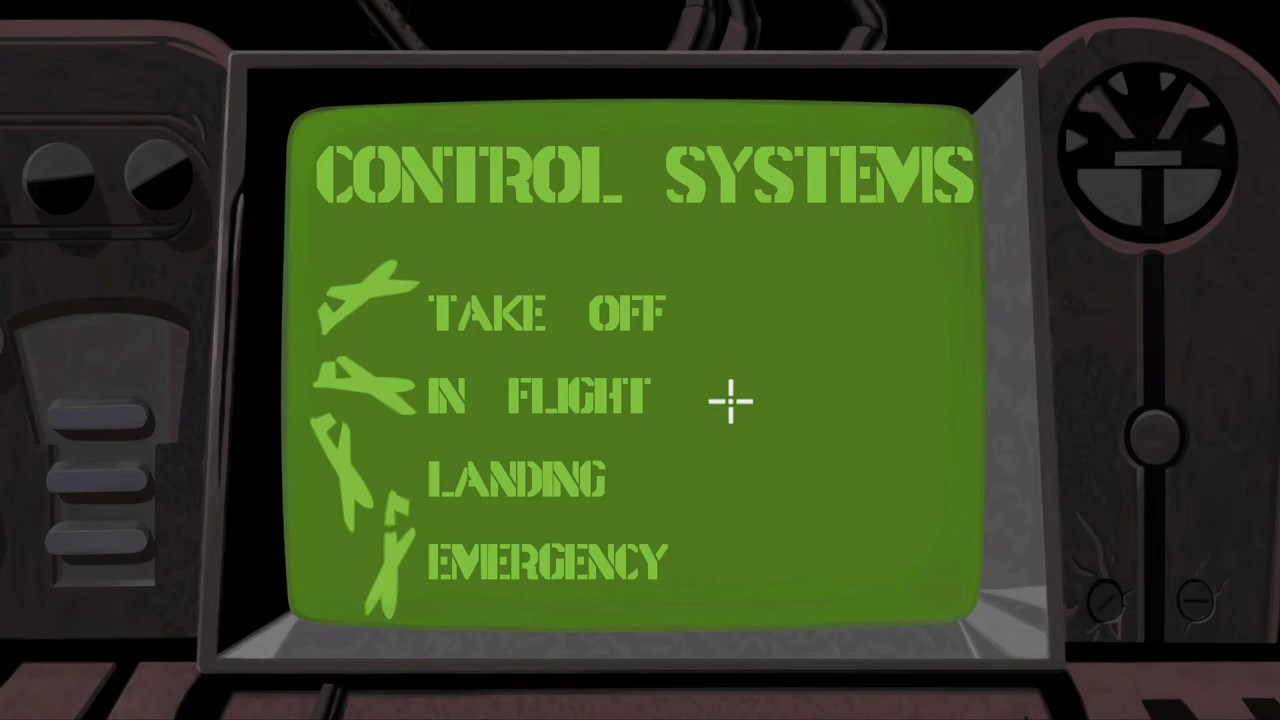 CONTROL SYSTEMS
TAKE OFF
IN FLIGHT
LANDING
EMERGENCY